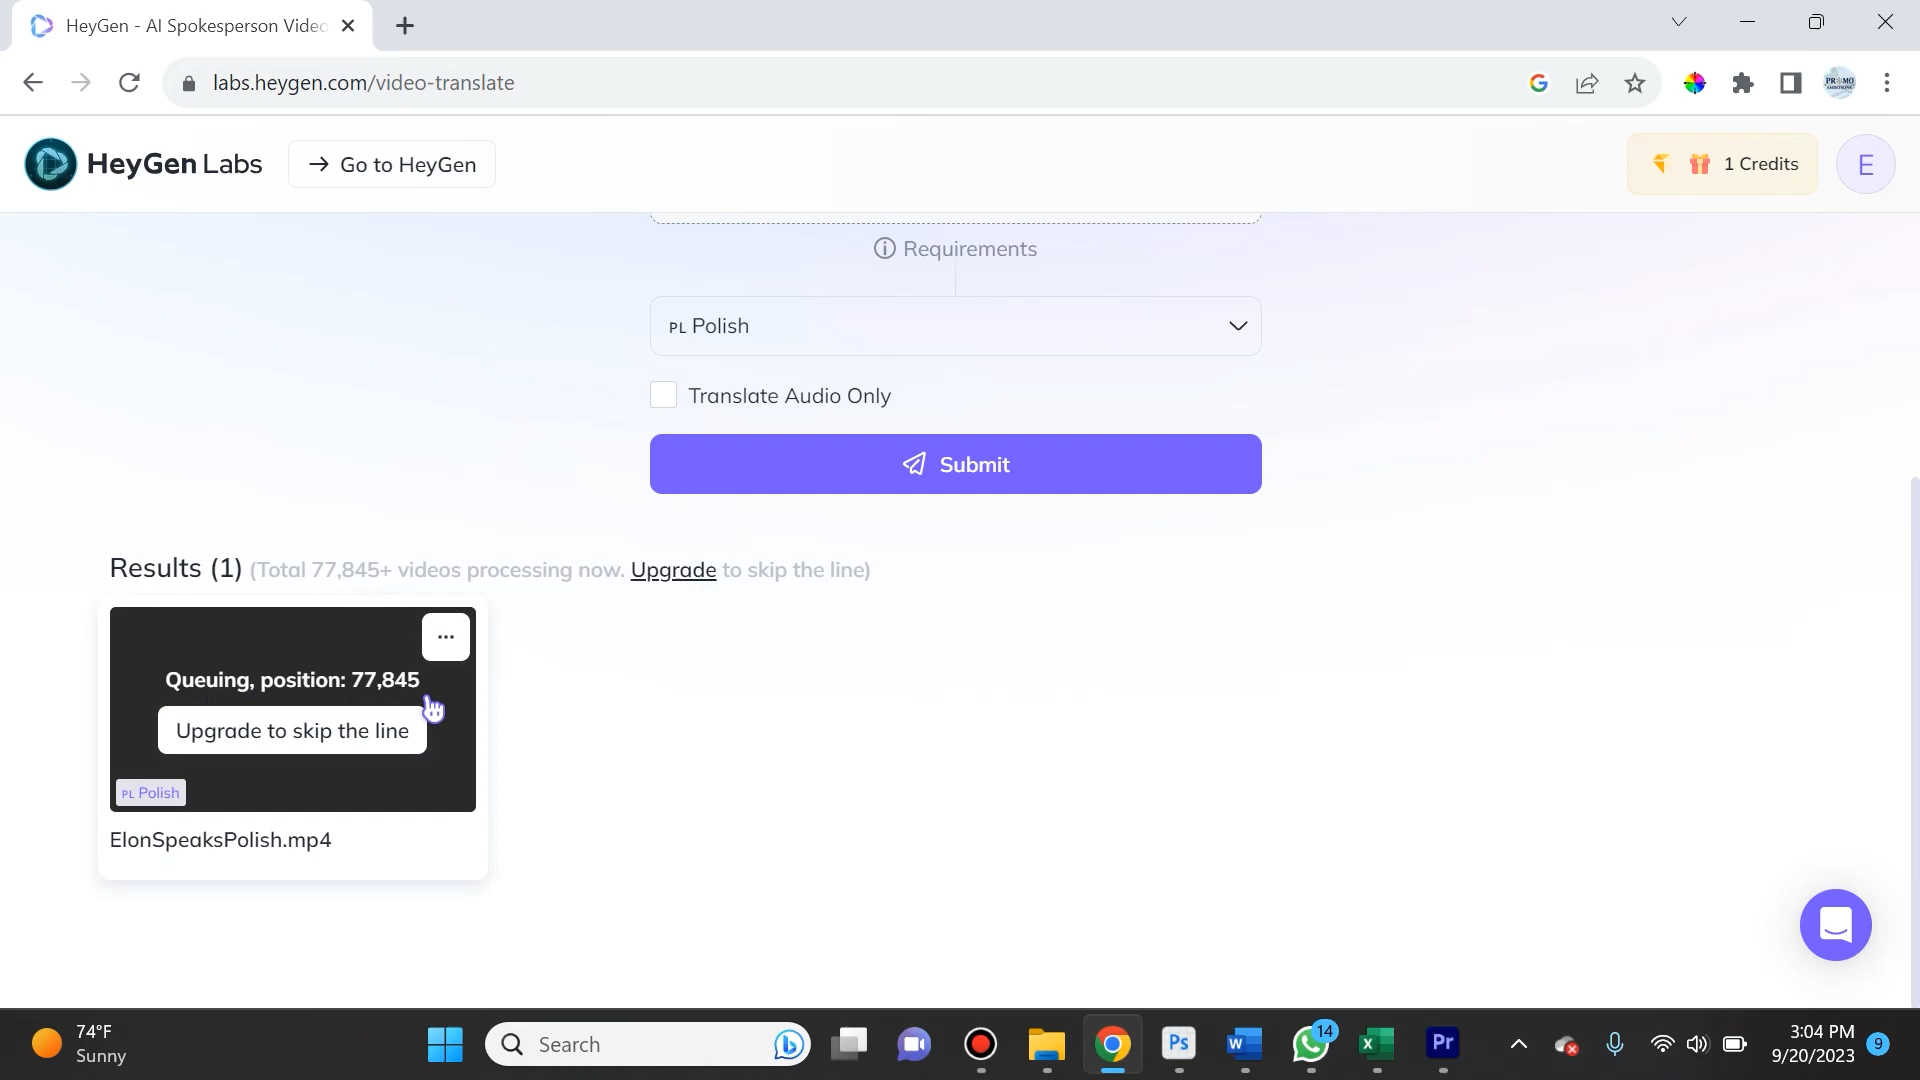 HeyGen - AI Spokesperson Video
labs.heygen.com/video-translate
HeyGen Labs
Go to HeyGen
1 Credits
E
Requirements
PL Polish
Translate Audio Only
Submit
Results (1) (Total 77,845+ videos processing now. Upgrade to skip the line)
...
Queuing, position: 77,845
Upgrade to skip the line
PL Polish
ElonSpeaksPolish.mp4
74°F
Sunny
Search
Ps
W
14
X
Pr
3:04 PM
9/20/2023
9